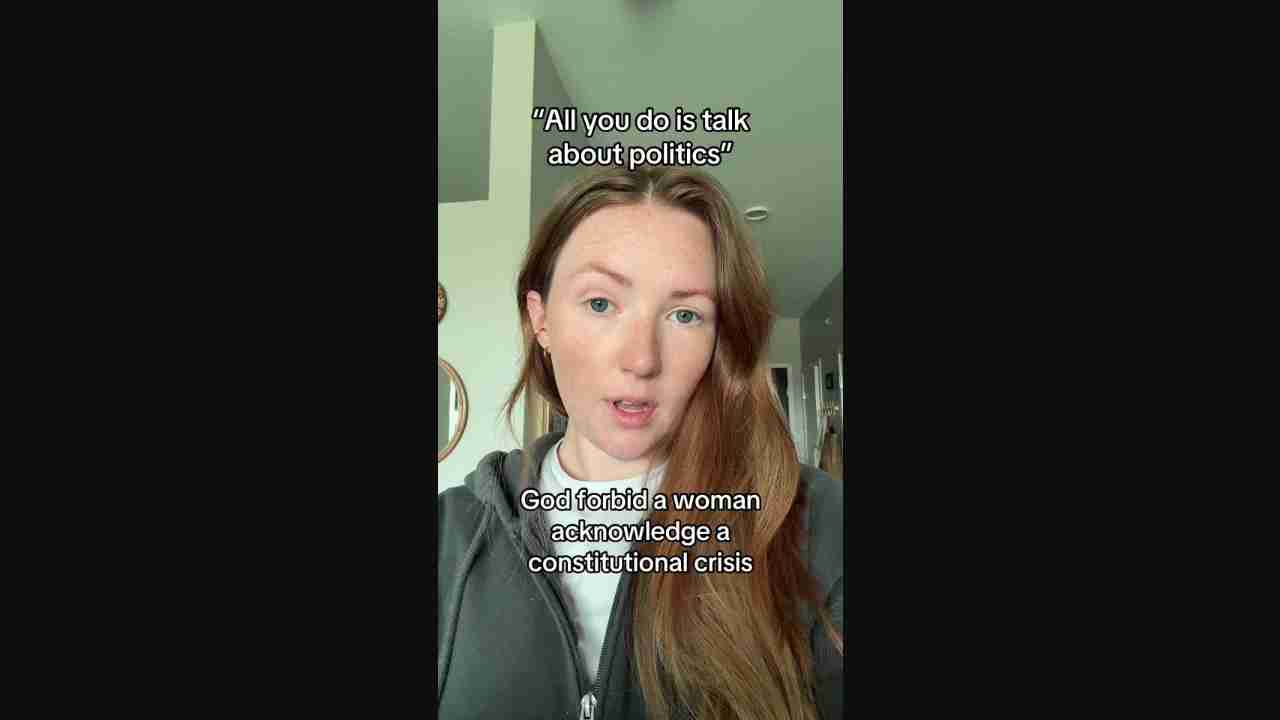 “All you do is talk
about politics”
God forbid a woman
acknowledge a
constitutional crisis